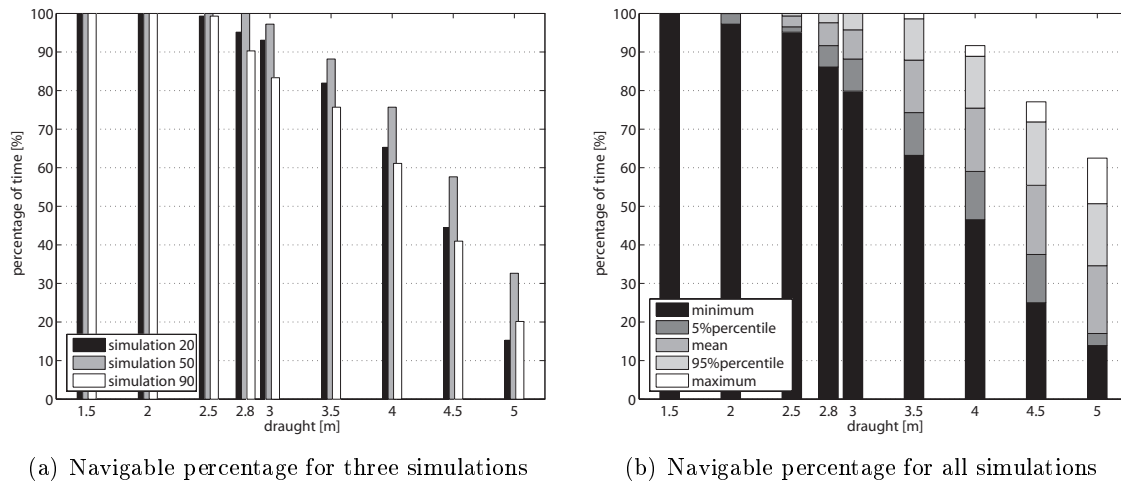 100
90
80
70
60
50
40
30
20
10
0
percentage of time [%]
simulation 20
simulation 50
simulation 90
1.5 2 2.5 2.8 3 3.5 4 4.5 5
draught [m]
(a) Navigable percentage for three simulations
100
90
80
70
60
50
40
30
20
10
0
percentage of time [%]
minimum
5%percentile
mean
95%percentile
maximum
1.5 2 2.5 2.8 3 3.5 4 4.5 5
draught [m]
(b) Navigable percentage for all simulations